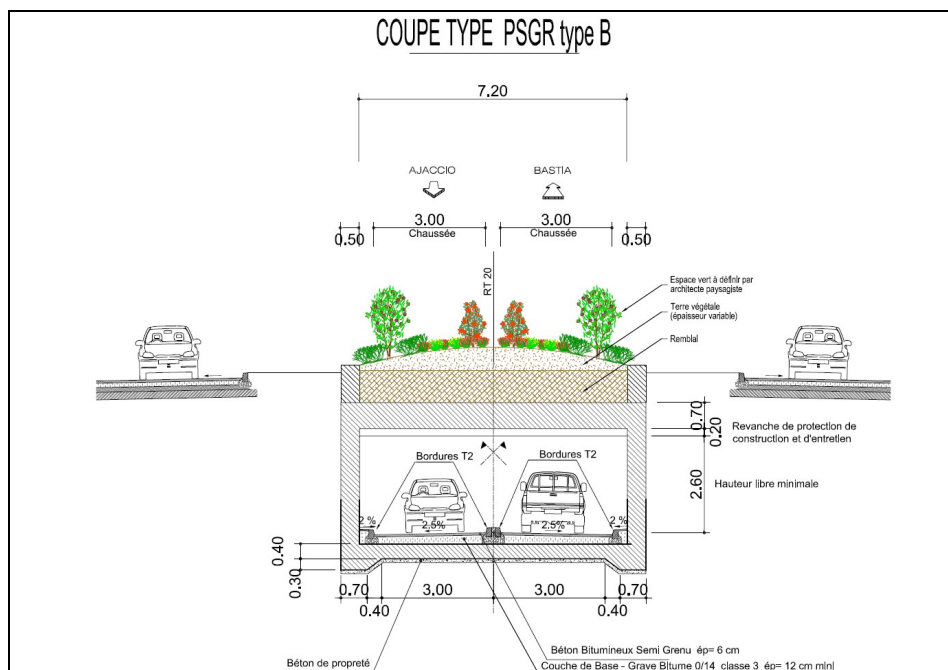 COUPE TYPE PSGR type B
7.20
AJACCIO
BASTIA
3.00
3.00
Chaussée
Chaussée
0.50
0.50
RT 20
Espace vert à définir par
architecte paysagiste
Terre végétale
(épaisseur variable)
Remblai
0.70
0.20
Revanche de protection de
construction et d'entretien
Bordures T2
Bordures T2
2.60
Hauteur libre minimale
2 %
2.5%
2.5%
2 %
0.40
0.30
0.70
3.00
3.00
0.70
0.40
0.40
Béton Bitumineux Semi Grenu ép= 6 cm
Béton de propreté
Couche de Base - Grave Bitume 0/14 classe 3 ép= 12 cm mini